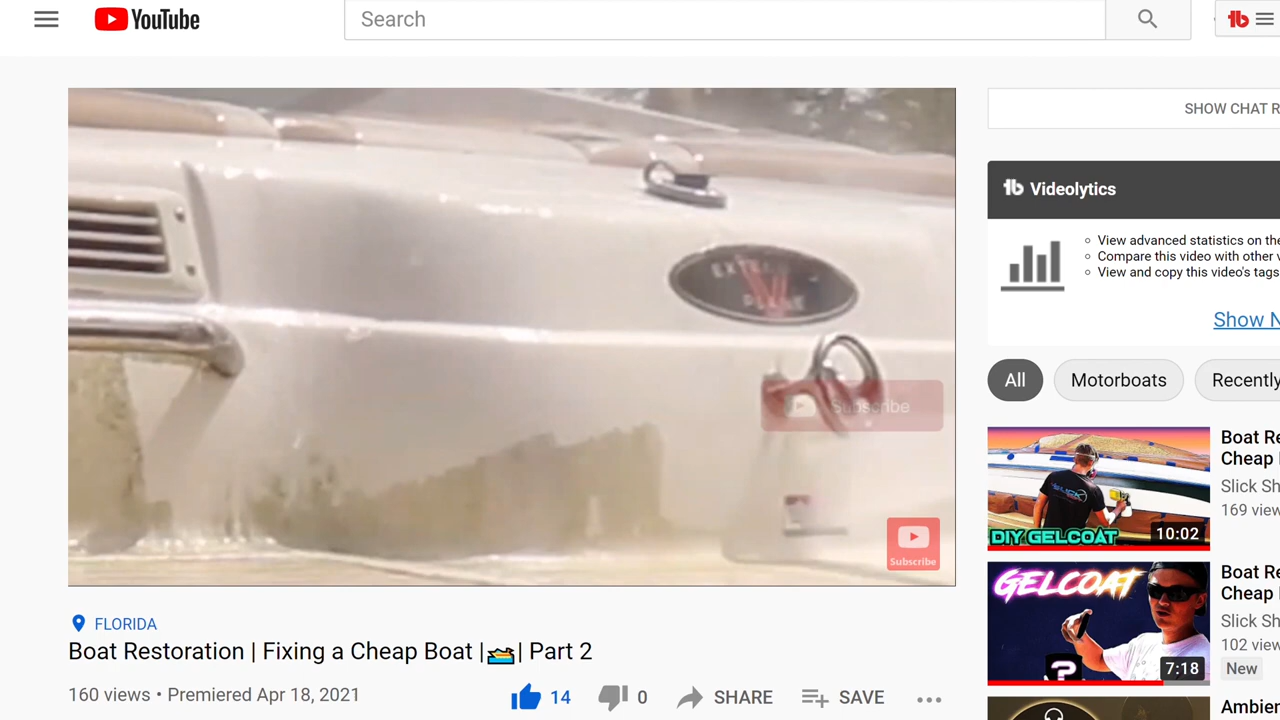 YouTube
Search
SHOW CHAT R
Videolytics
View advanced statistics on the
Compare this video with other v
View and copy this video's tags
Show N
All
Motorboats
Recently
Subscribe
Subscribe
FLORIDA
Boat Restoration | Fixing a Cheap Boat | | Part 2
160 views • Premiered Apr 18, 2021
14
0
SHARE
SAVE
DIY GELCOAT
10:02
Boat Re
Cheap
Slick Sh
169 view
GELCOAT
?
7:18
Boat Re
Cheap
Slick Sh
102 view
New
Ambien